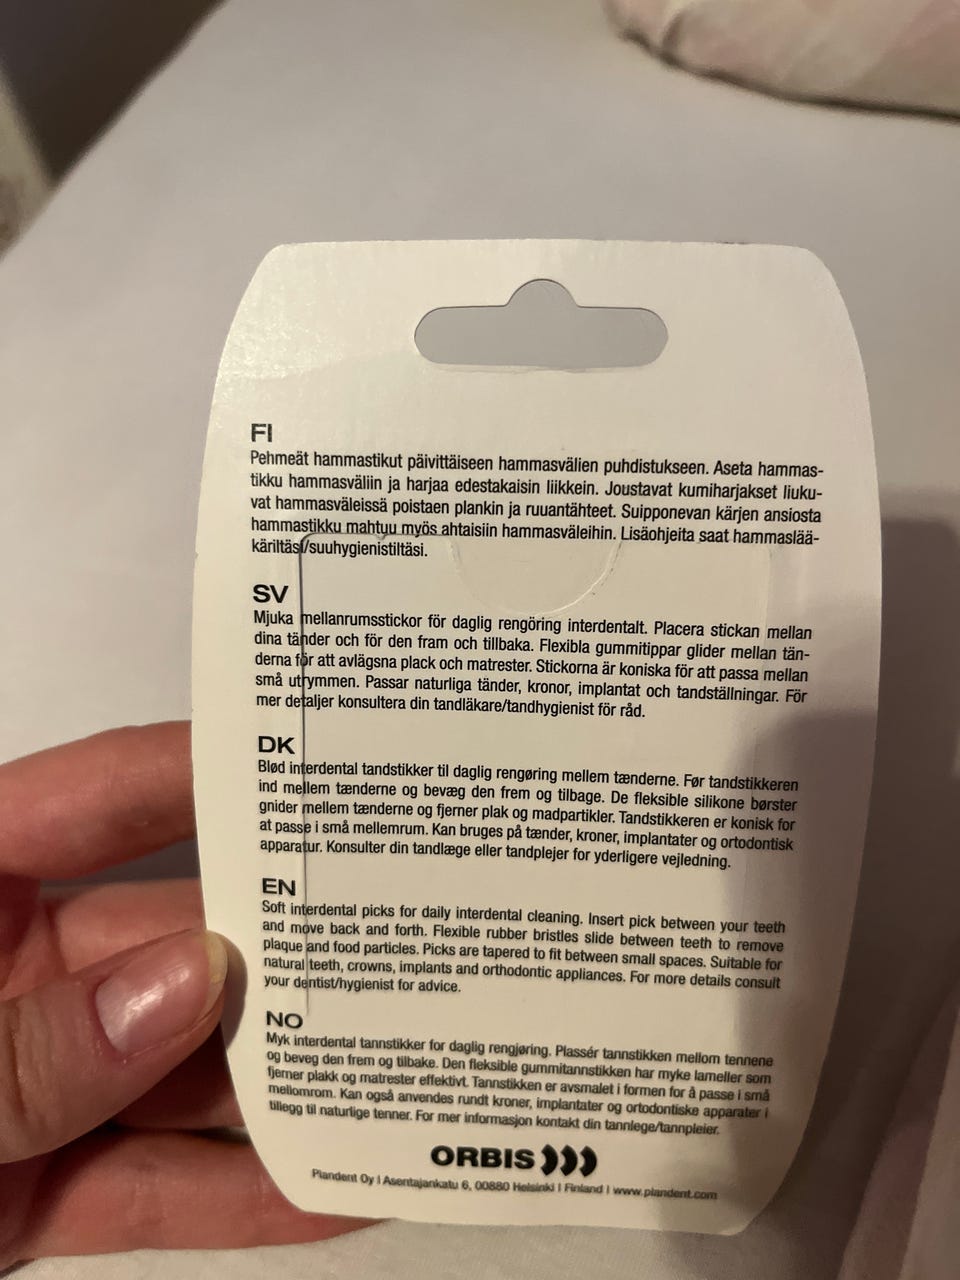 FI
Pehmeät hammastikut päivittäiseen hammasvälien puhdistukseen. Aseta hammas-
tikku hammasväliin ja harjaa edestakaisin liikkein. Joustavat kumiharjakset liuku-
vat hammasväleissä poistaen plankin ja ruuantähteet. Suipponevan kärjen ansiosta
hammastikku mahtuu myös ahtaisiin hammasväleihin. Lisäohjeita saat hammaslää-
käriltäsi/suuhygienistiltäsi.
SV
Mjuka mellanrumsstickor för daglig rengöring interdentalt. Placera stickan mellan
dina tänder och för den fram och tillbaka. Flexibla gummitippar glider mellan tän-
derna för att avlägsna plack och matrester. Stickorna är koniska för att passa mellan
små utrymmen. Passar naturliga tänder, kronor, implantat och tandställningar. För
mer detaljer konsultera din tandläkare/tandhygienist för råd.
DK
Blød interdental tandstikker til daglig rengøring mellem tænderne. Før tandstikkeren
ind mellem tænderne og bevæg den frem og tilbage. De fleksible silikone børster
gnider mellem tænderne og fjerner plak og madpartikler. Tandstikkeren er konisk for
at passe i små mellemrum. Kan bruges på tænder, kroner, implantater og ortodontisk
apparatur. Konsulter din tandlæge eller tandplejer for yderligere vejledning.
EN
Soft interdental picks for daily interdental cleaning. Insert pick between your teeth
and move back and forth. Flexible rubber bristles slide between teeth to remove
plaque and food particles. Picks are tapered to fit between small spaces. Suitable for
natural teeth, crowns, implants and orthodontic appliances. For more details consult
your dentist/hygienist for advice.
NO
Myk interdental tannstikker for daglig rengjøring. Plassér tannstikken mellom tennene
og beveg den frem og tilbake. Den fleksible gummitannstikken har myke lameller som
fjerner plakk og matrester effektivt. Tannstikken er avsmalet i formen for å passe i små
mellomrom. Kan også anvendes rundt kroner, implantater og ortodontiske apparater i
tillegg til naturlige tenner. For mer informasjon kontakt din tannlege/tannpleier.
ORBIS
Plandent Oy | Asentajankatu 6, 00880 Helsinki | Finland | www.plandent.com